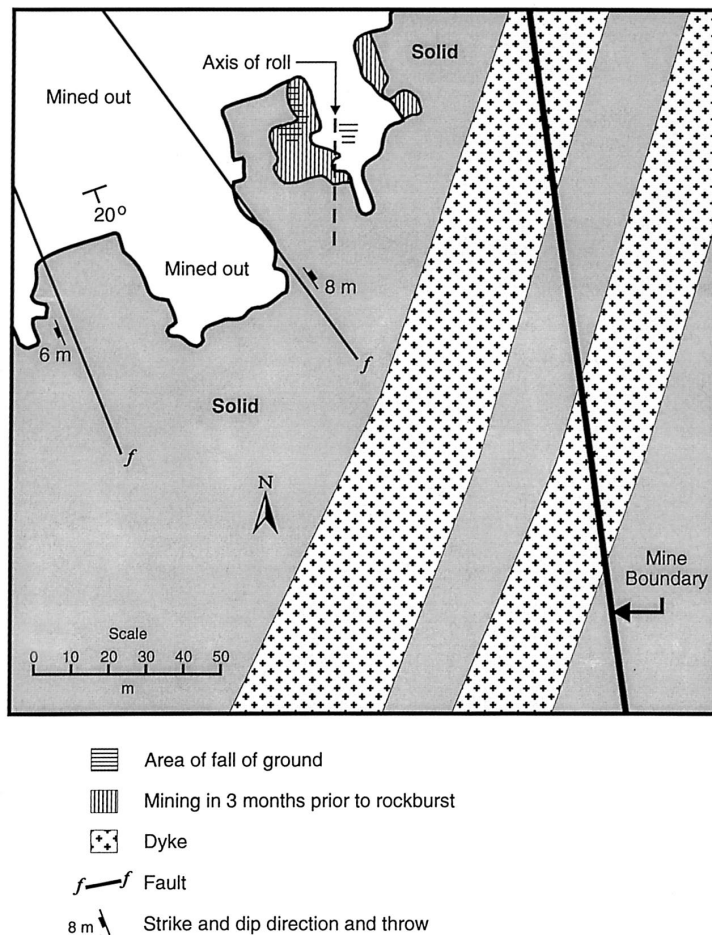 Solid
Axis of roll
Mined out
20°
Mined out
8 m
6 m
f
Solid
f
N
Mine
Boundary
Scale
0 10 20 30 40 50
m
Area of fall of ground
Mining in 3 months prior to rockburst
Dyke
f f Fault
8 m Strike and dip direction and throw